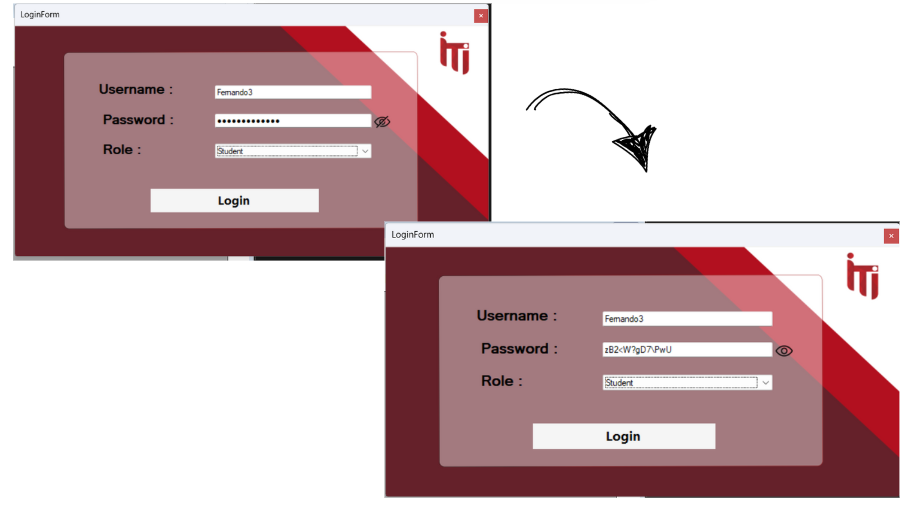 LoginForm
Username :
Fernando3
Password :
•••••••••••••
Role :
Student
Login
iTi
LoginForm
Username :
Fernando3
Password :
zB2<W?gD7\PwU
Role :
Student
Login
iTi